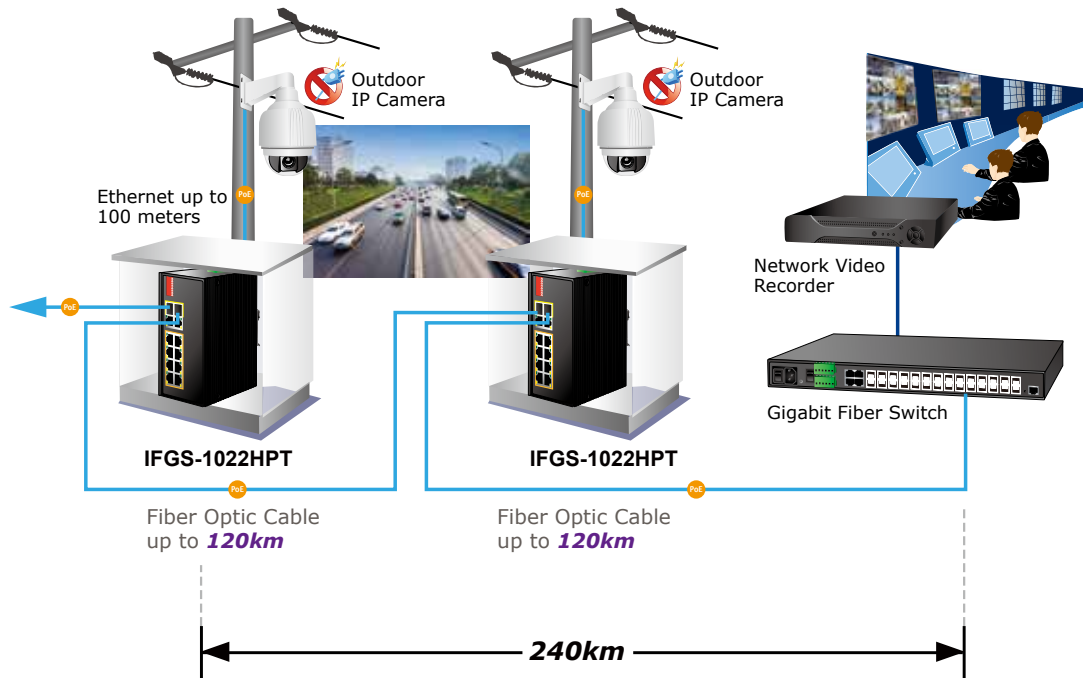 Outdoor
IP Camera
Outdoor
IP Camera
Ethernet up to
100 meters
PoE
PoE
Network Video
Recorder
PoE
Gigabit Fiber Switch
IFGS-1022HPT
IFGS-1022HPT
PoE
PoE
Fiber Optic Cable
up to 120km
Fiber Optic Cable
up to 120km
240km